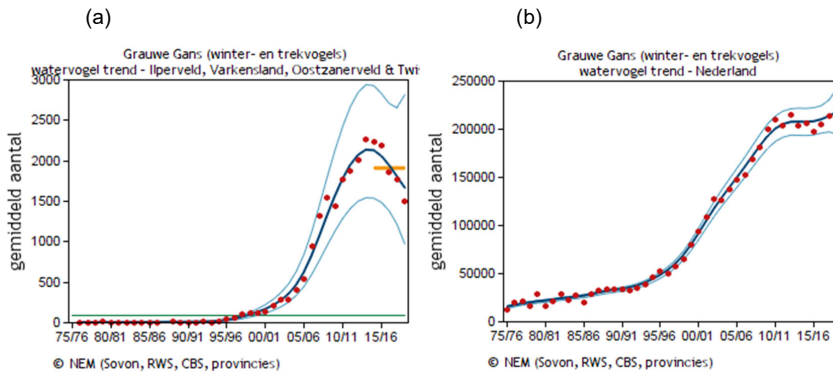 (a)
Grauwe Gans (winter- en trekvogels)
watervogel trend - Ilperveld, Varkensland, Oostzanerveld & Twi
gemiddeld aantal
3000
2500
2000
1500
1000
500
0
75/76 80/81 85/86 90/91 95/96 00/01 05/06 10/11 15/16
© NEM (Sovon, RWS, CBS, provincies)
(b)
Grauwe Gans (winter- en trekvogels)
watervogel trend - Nederland
gemiddeld aantal
250000
200000
150000
100000
50000
0
75/76 80/81 85/86 90/91 95/96 00/01 05/06 10/11 15/16
© NEM (Sovon, RWS, CBS, provincies)